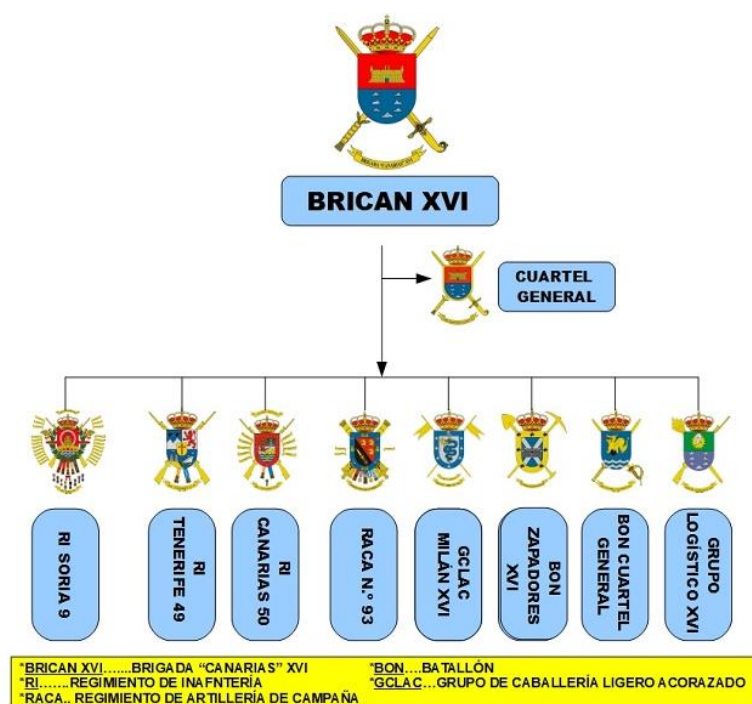 BRICAN XVI
CUARTEL
GENERAL
RI SORIA 9
RI
TENERIFE 49
RI
CANARIAS 50
RACA N.º 93
GCLAC
MILÁN XVI
BON
ZAPADORES
XVI
BON CUARTEL
GENERAL
GRUPO
LOGÍSTICO XVI
*BRICAN XVI.......BRIGADA “CANARIAS” XVI
*RI.......REGIMIENTO DE INAFNTERÍA
*RACA.. REGIMIENTO DE ARTILLERÍA DE CAMPAÑA
*BON....BATALLÓN
*GCLAC...GRUPO DE CABALLERÍA LIGERO ACORAZADO